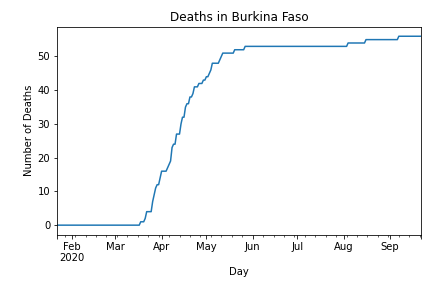 Deaths in Burkina Faso
Number of Deaths
50
40
30
20
10
0
Feb Mar Apr May Jun Jul Aug Sep
2020
Day